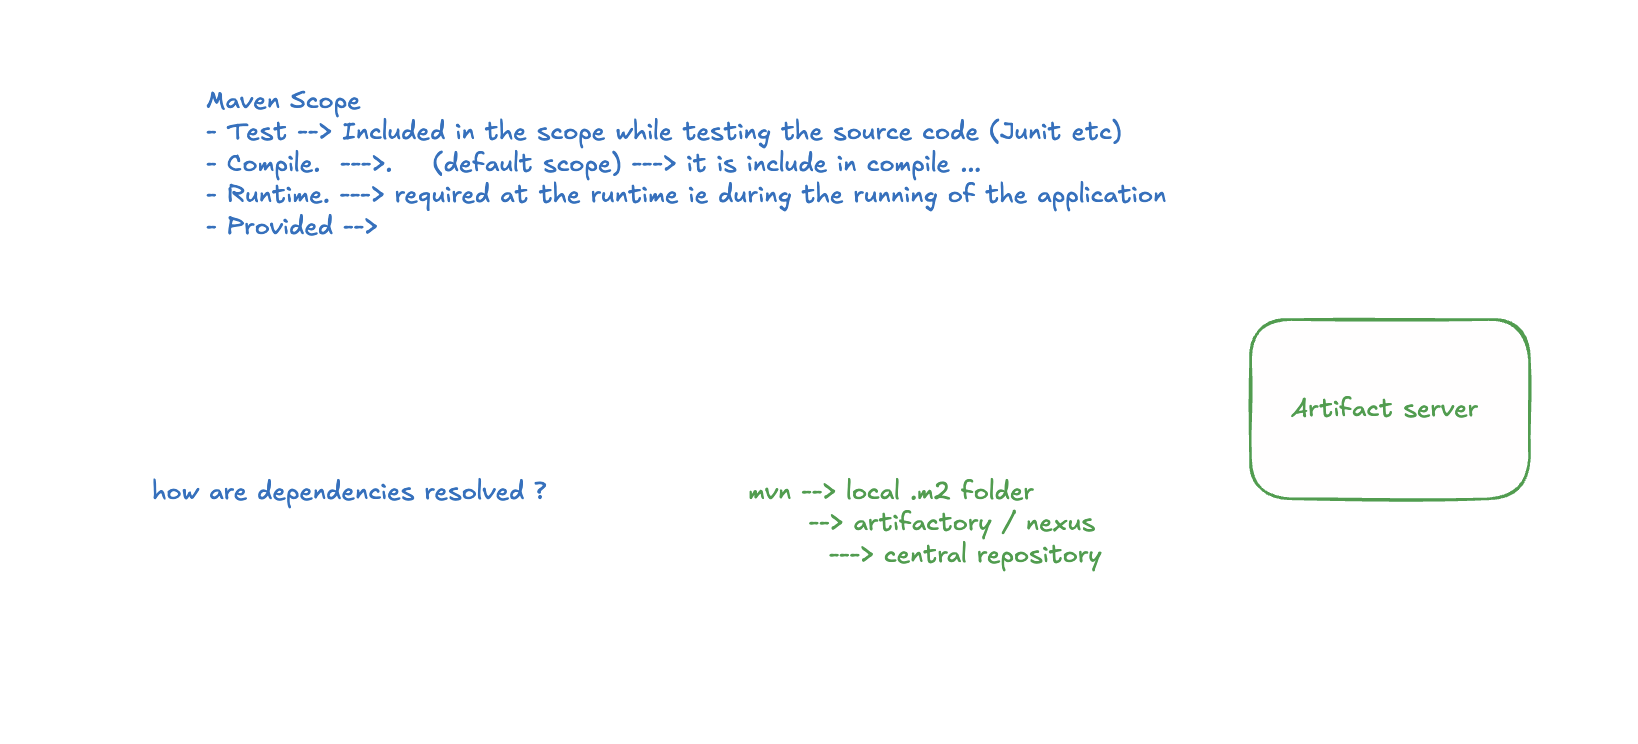 Maven Scope
- Test --> Included in the scope while testing the source code (Junit etc)
- Compile.  --->.    (default scope) ---> it is include in compile ...
- Runtime. ---> required at the runtime ie during the running of the application
- Provided -->
Artifact server
how are dependencies resolved ?
mvn --> local .m2 folder
--> artifactory / nexus
---> central repository